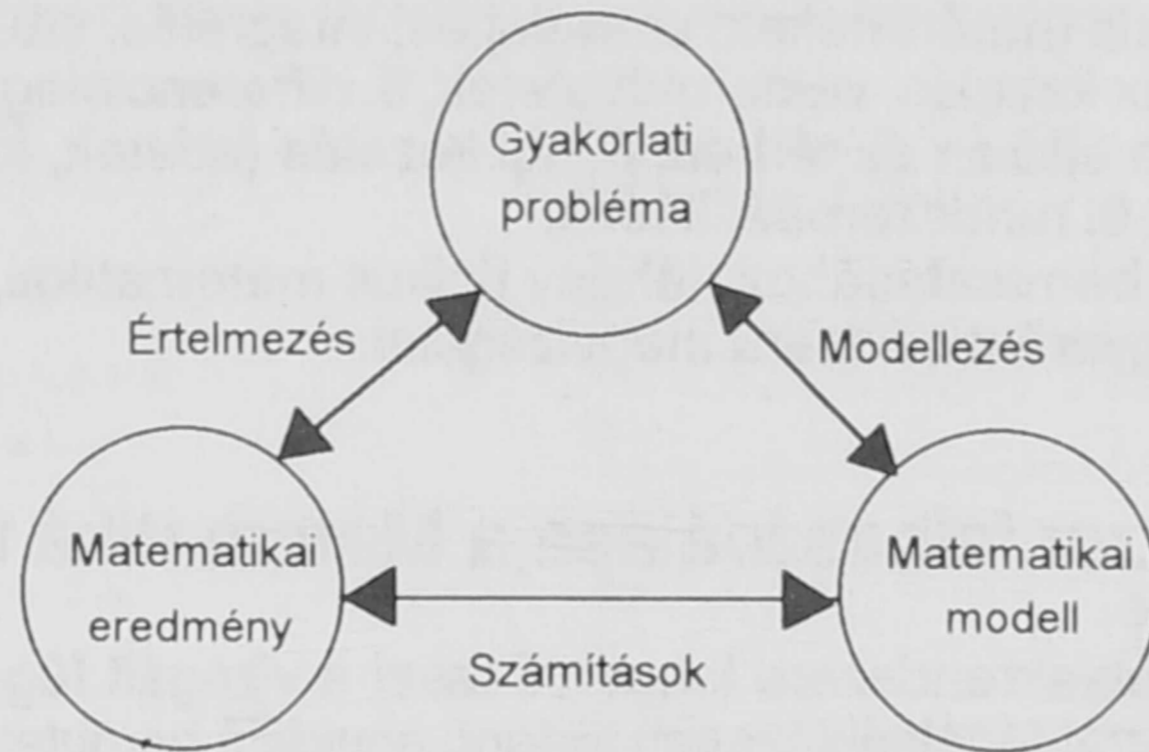 Gyakorlati
probléma
Értelmezés
Modellezés
Matematikai
eredmény
Matematikai
modell
Számítások